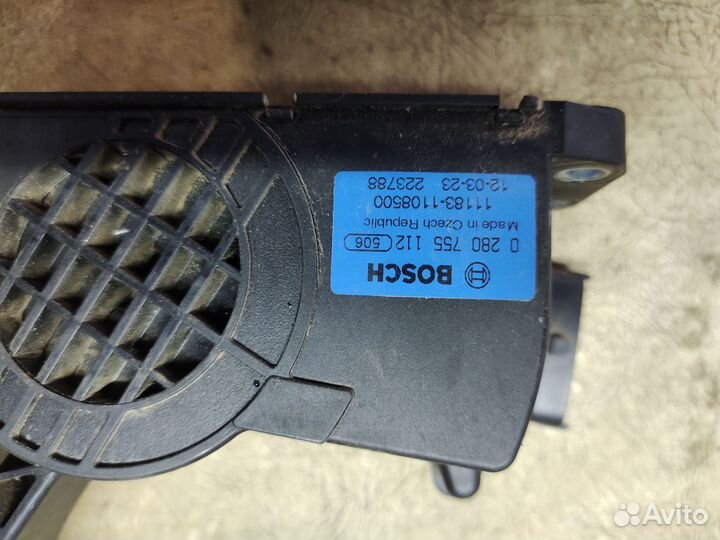 BOSCH
0 280 755 112 506
Made in Czech Republic
11183-1108500
12-03-23 223788
Avito